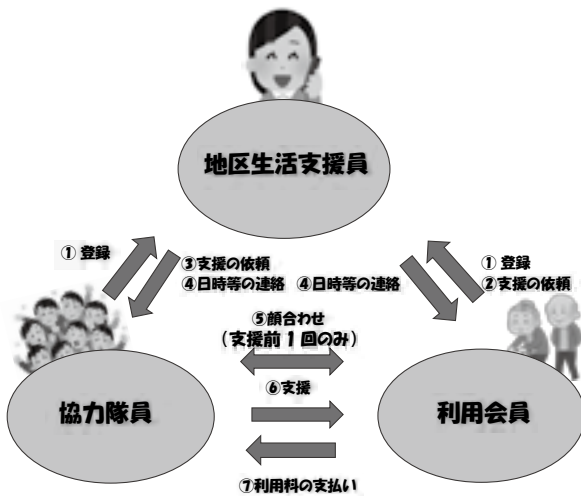 地区生活支援員
① 登録
③支援の依頼
④日時等の連絡
④日時等の連絡
① 登録
②支援の依頼
⑤顔合わせ
（支援前１回のみ）
協力隊員
⑥支援
利用会員
⑦利用料の支払い